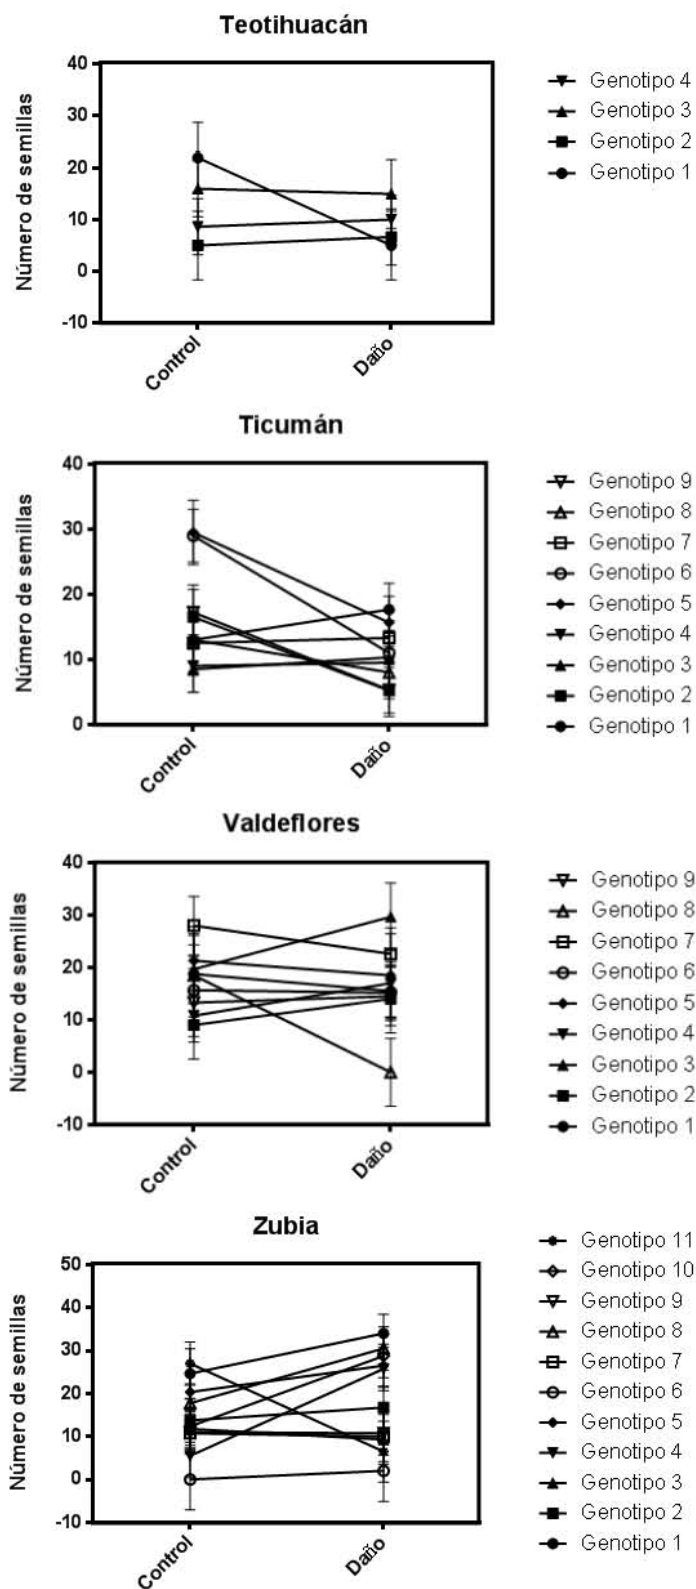 Teotihuacán
Número de semillas
40
30
20
10
0
-10
Control
Daño
Genotipo 4
Genotipo 3
Genotipo 2
Genotipo 1
Ticumán
Número de semillas
40
30
20
10
0
Control
Daño
Genotipo 9
Genotipo 8
Genotipo 7
Genotipo 6
Genotipo 5
Genotipo 4
Genotipo 3
Genotipo 2
Genotipo 1
Valdeflores
Número de semillas
40
30
20
10
0
-10
Control
Daño
Genotipo 9
Genotipo 8
Genotipo 7
Genotipo 6
Genotipo 5
Genotipo 4
Genotipo 3
Genotipo 2
Genotipo 1
Zubia
Número de semillas
50
40
30
20
10
0
-10
Control
Daño
Genotipo 11
Genotipo 10
Genotipo 9
Genotipo 8
Genotipo 7
Genotipo 6
Genotipo 5
Genotipo 4
Genotipo 3
Genotipo 2
Genotipo 1